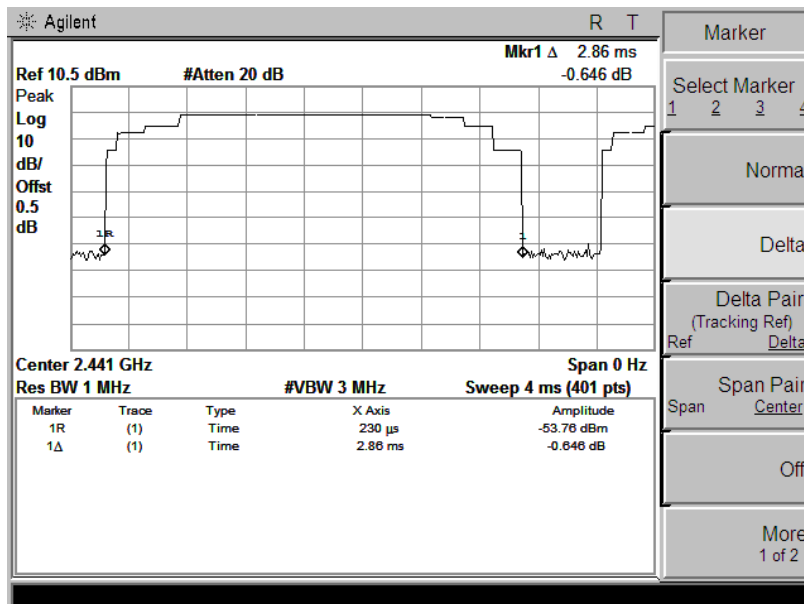 Agilent
R T
Marker
Mkr1 Δ 2.86 ms
Ref 10.5 dBm #Atten 20 dB -0.646 dB
Peak
Log
10
dB/
Offst
0.5
dB
1R
1
Center 2.441 GHz Span 0 Hz
Res BW 1 MHz #VBW 3 MHz Sweep 4 ms (401 pts)
Marker Trace Type X Axis Amplitude
1R (1) Time 230 µs -53.76 dBm
1Δ (1) Time 2.86 ms -0.646 dB
Select Marker
1 2 3 4
Norma
Delta
Delta Pair
(Tracking Ref)
Ref Delta
Span Pair
Span Center
Off
More
1 of 2